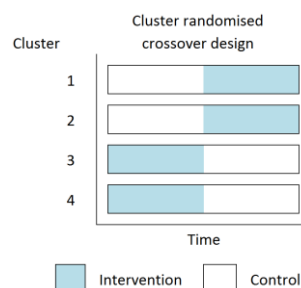 Cluster randomised
Cluster crossover design
1
2
3
4
Time
Intervention Control